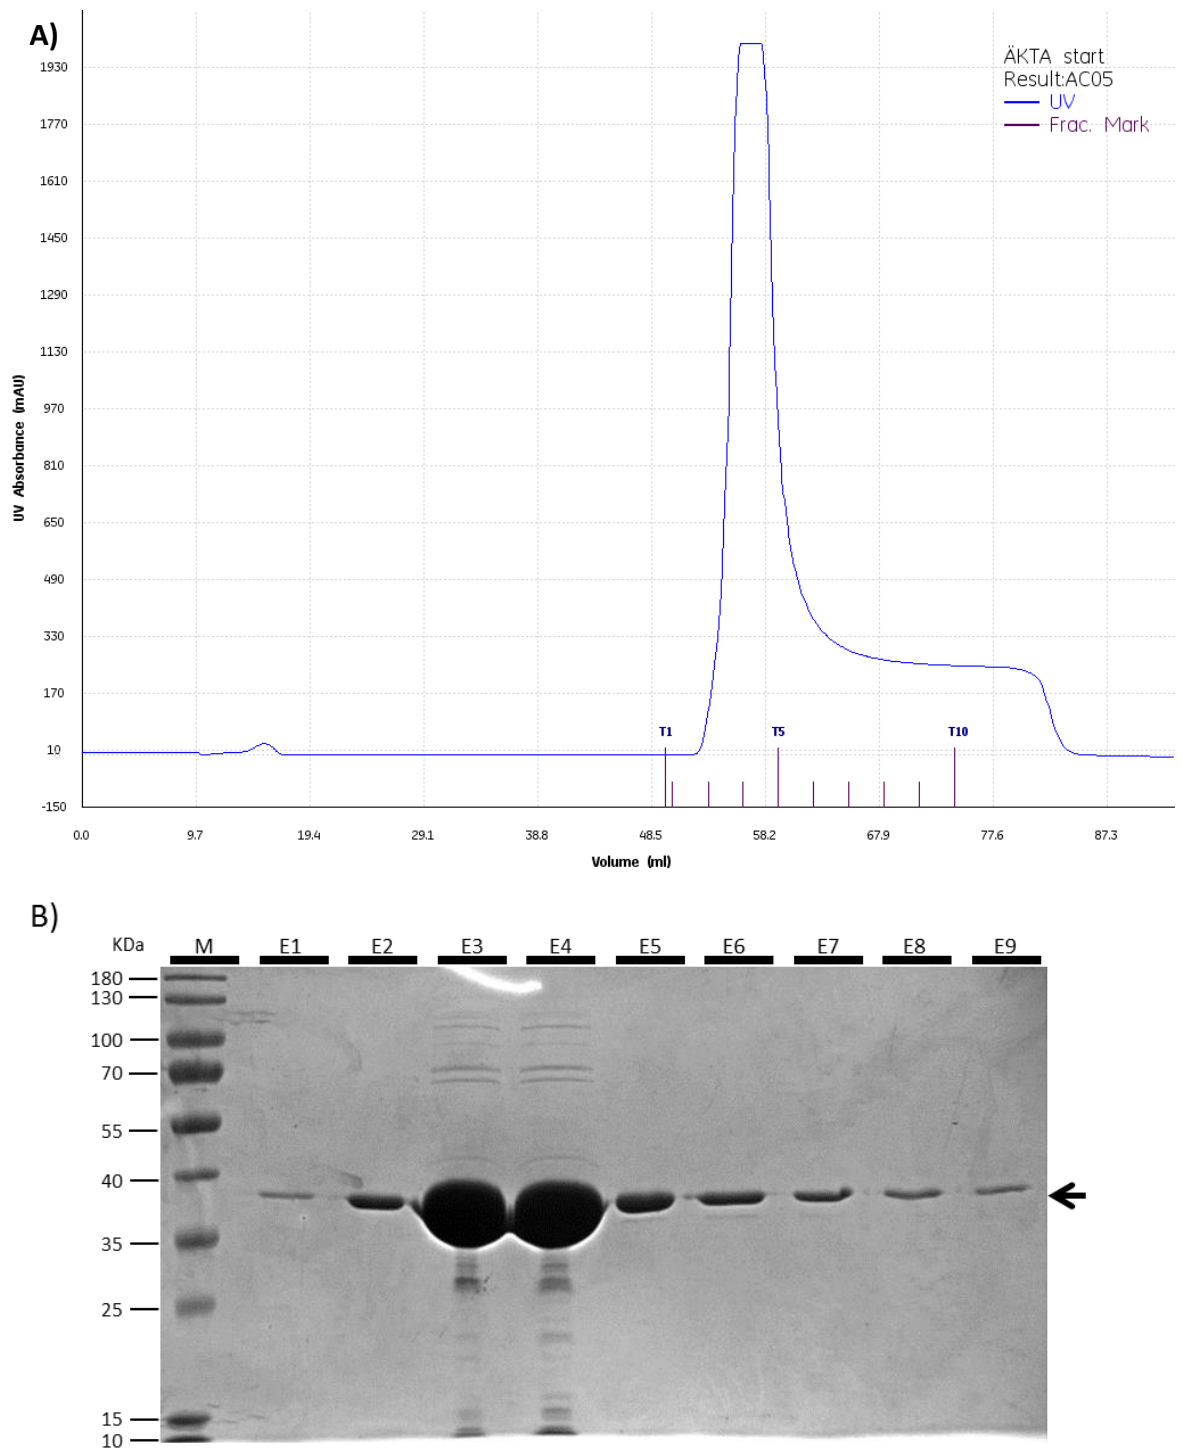 A)
ÄKTA start
Result:AC05
UV
Frac. Mark
UV Absorbance (mAU)
1930
1770
1610
1450
1290
1130
970
810
650
490
330
170
10
0
-150
T1 T5 T10
0.0 9.7 19.4 29.1 38.8 48.5 58.2 67.9 77.6 87.3
Volume (ml)
B)
KDa M E1 E2 E3 E4 E5 E6 E7 E8 E9
180
130
100
70
55
40
35
25
15
10